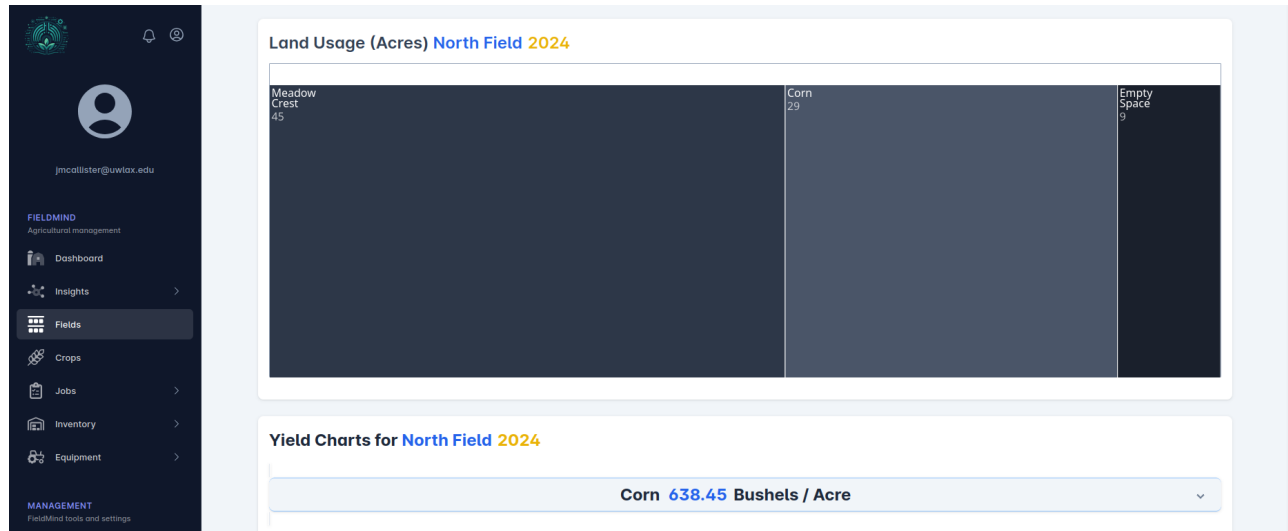 jmcallister@uwlax.edu
FIELDMIND
Agricultural management
Dashboard
Insights
Fields
Crops
Jobs
Inventory
Equipment
MANAGEMENT
FieldMind tools and settings
Land Usage (Acres) North Field 2024
Meadow
Crest
45
Corn
29
Empty
Space
9
Yield Charts for North Field 2024
Corn 638.45 Bushels / Acre